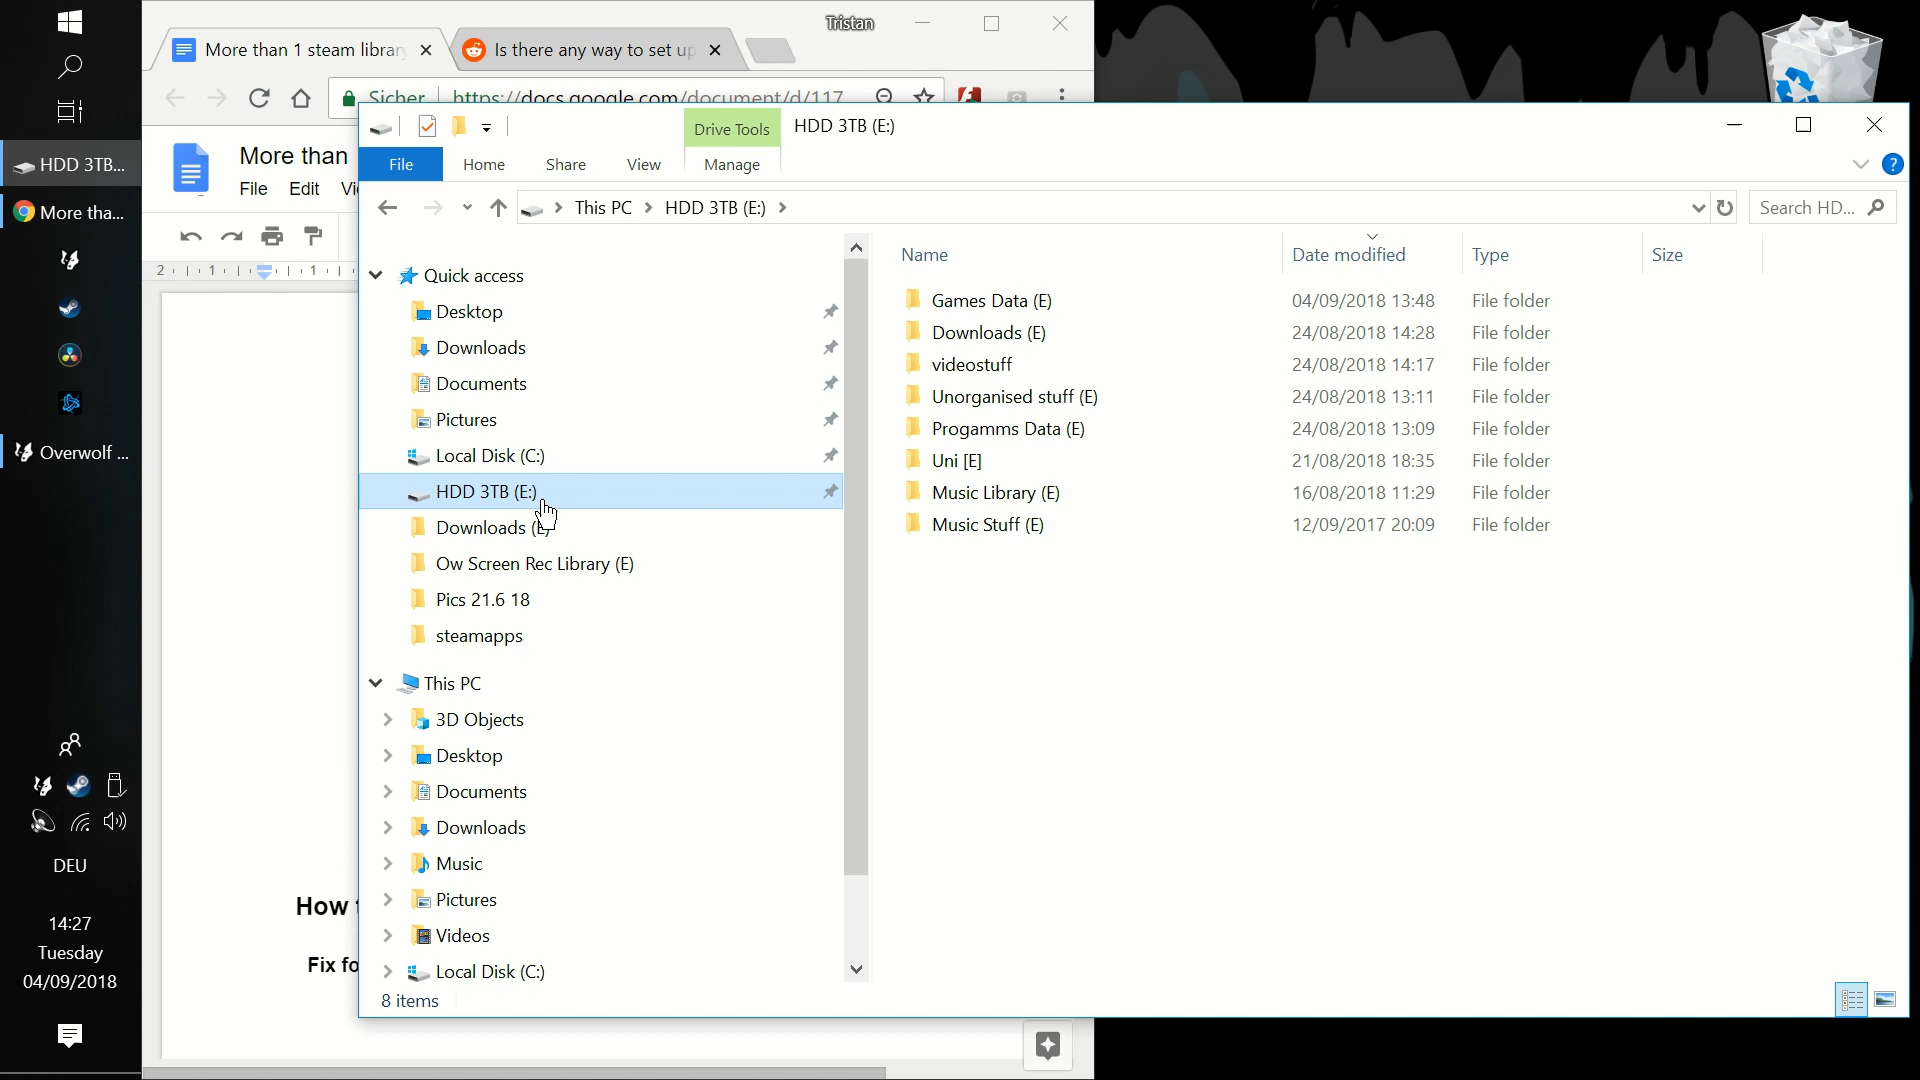 Tristan
More than 1 steam librar
Is there any way to set up
Sicher
https://docs.google.com/document/d/117
More than
File Edit Vi
2 1 1
How
Fix fo
HDD 3TB...
More tha...
Overwolf ...
DEU
14:27
Tuesday
04/09/2018
Drive Tools
HDD 3TB (E:)
File Home Share View Manage
This PC HDD 3TB (E:)
Search HD...
Quick access
Desktop
Downloads
Documents
Pictures
Local Disk (C:)
HDD 3TB (E:)
Downloads (E)
Ow Screen Rec Library (E)
Pics 21.6 18
steamapps
This PC
3D Objects
Desktop
Documents
Downloads
Music
Pictures
Videos
Local Disk (C:)
8 items
Name Date modified Type Size
Games Data (E) 04/09/2018 13:48 File folder
Downloads (E) 24/08/2018 14:28 File folder
videostuff 24/08/2018 14:17 File folder
Unorganised stuff (E) 24/08/2018 13:11 File folder
Progamms Data (E) 24/08/2018 13:09 File folder
Uni [E] 21/08/2018 18:35 File folder
Music Library (E) 16/08/2018 11:29 File folder
Music Stuff (E) 12/09/2017 20:09 File folder